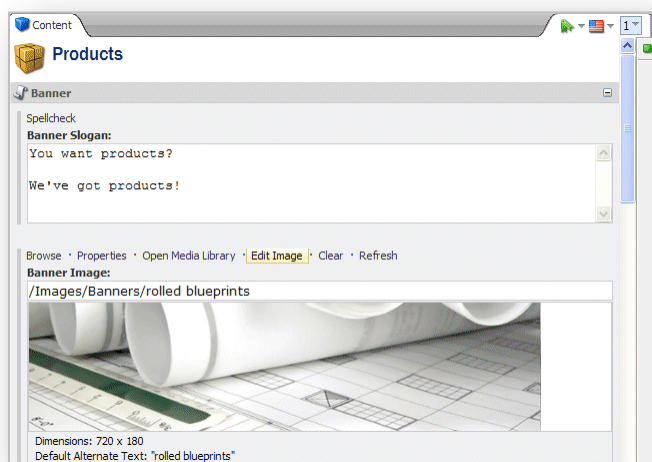 Content
1
Products
Banner
Spellcheck
Banner Slogan:
You want products?
We've got products!
Browse · Properties · Open Media Library · Edit Image · Clear · Refresh
Banner Image:
/Images/Banners/rolled blueprints
Dimensions: 720 x 180
Default Alternate Text: "rolled blueprints"